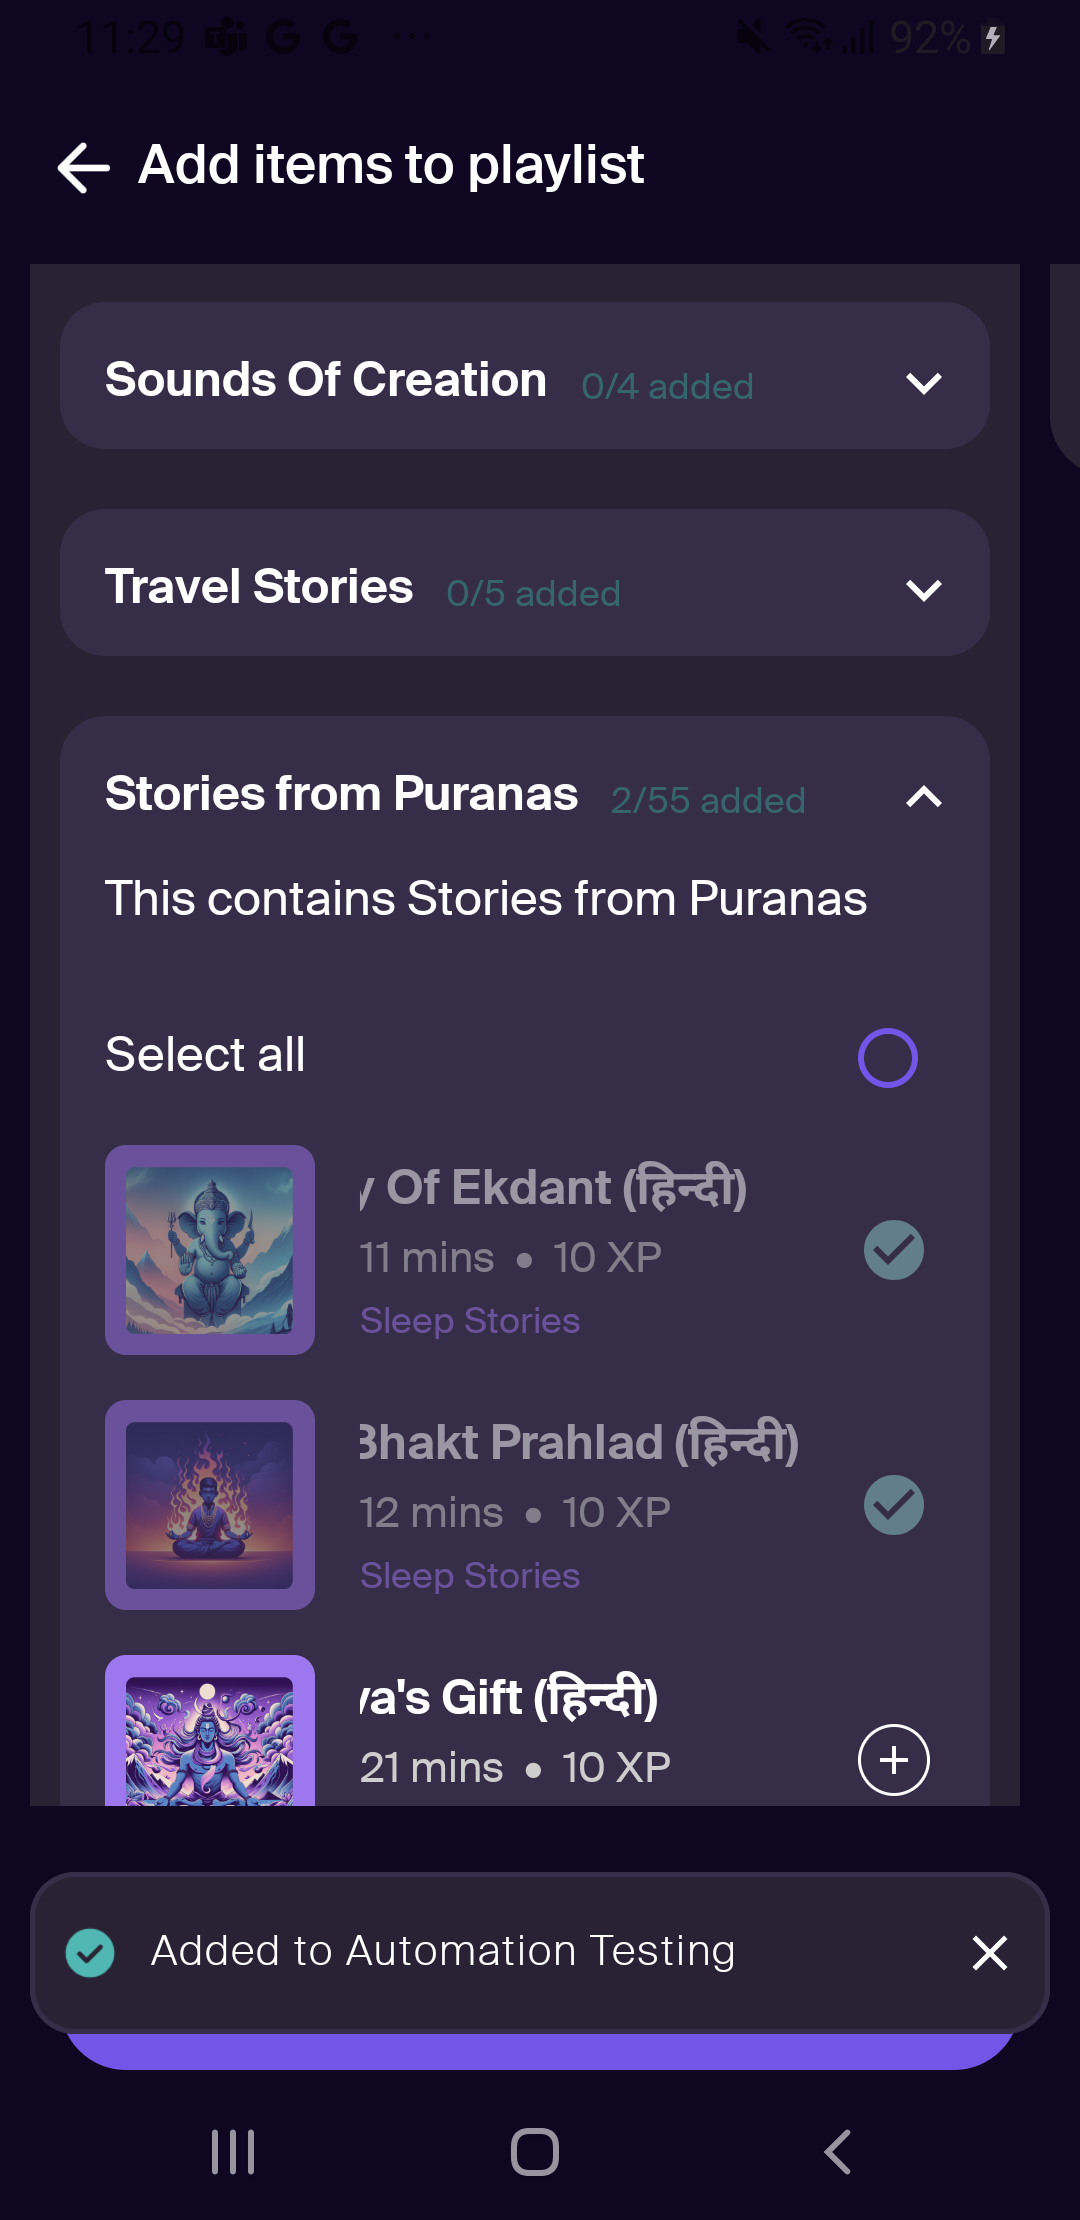 11:29 G G ... 92%
Add items to playlist
Sounds Of Creation 0/4 added
Travel Stories 0/5 added
Stories from Puranas 2/55 added
This contains Stories from Puranas
Select all
y Of Ekdant (हिन्दी)
11 mins • 10 XP
Sleep Stories
Bhakt Prahlad (हिन्दी)
12 mins • 10 XP
Sleep Stories
va's Gift (हिन्दी)
21 mins • 10 XP
Added to Automation Testing